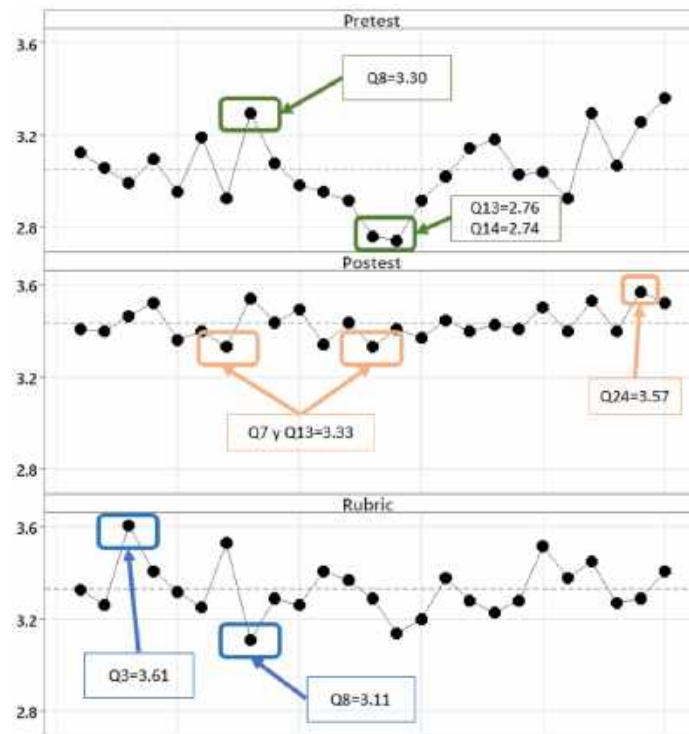 Pretest
3.6
3.2
2.8
Q8=3.30
Q13=2.76
Q14=2.74
Postest
3.6
3.2
2.8
Q7 y Q13=3.33
Q24=3.57
Rubric
3.6
3.2
2.8
Q3=3.61
Q8=3.11